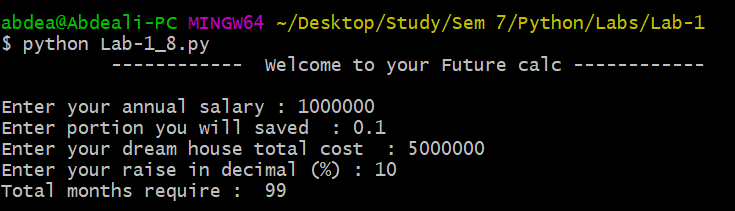 abdea@Abdeali-PC MINGW64 ~/Desktop/Study/Sem 7/Python/Labs/Lab-1
$ python Lab-1_8.py
------------  Welcome to your Future calc ------------
Enter your annual salary : 1000000
Enter portion you will saved  : 0.1
Enter your dream house total cost  : 5000000
Enter your raise in decimal (%) : 10
Total months require :  99